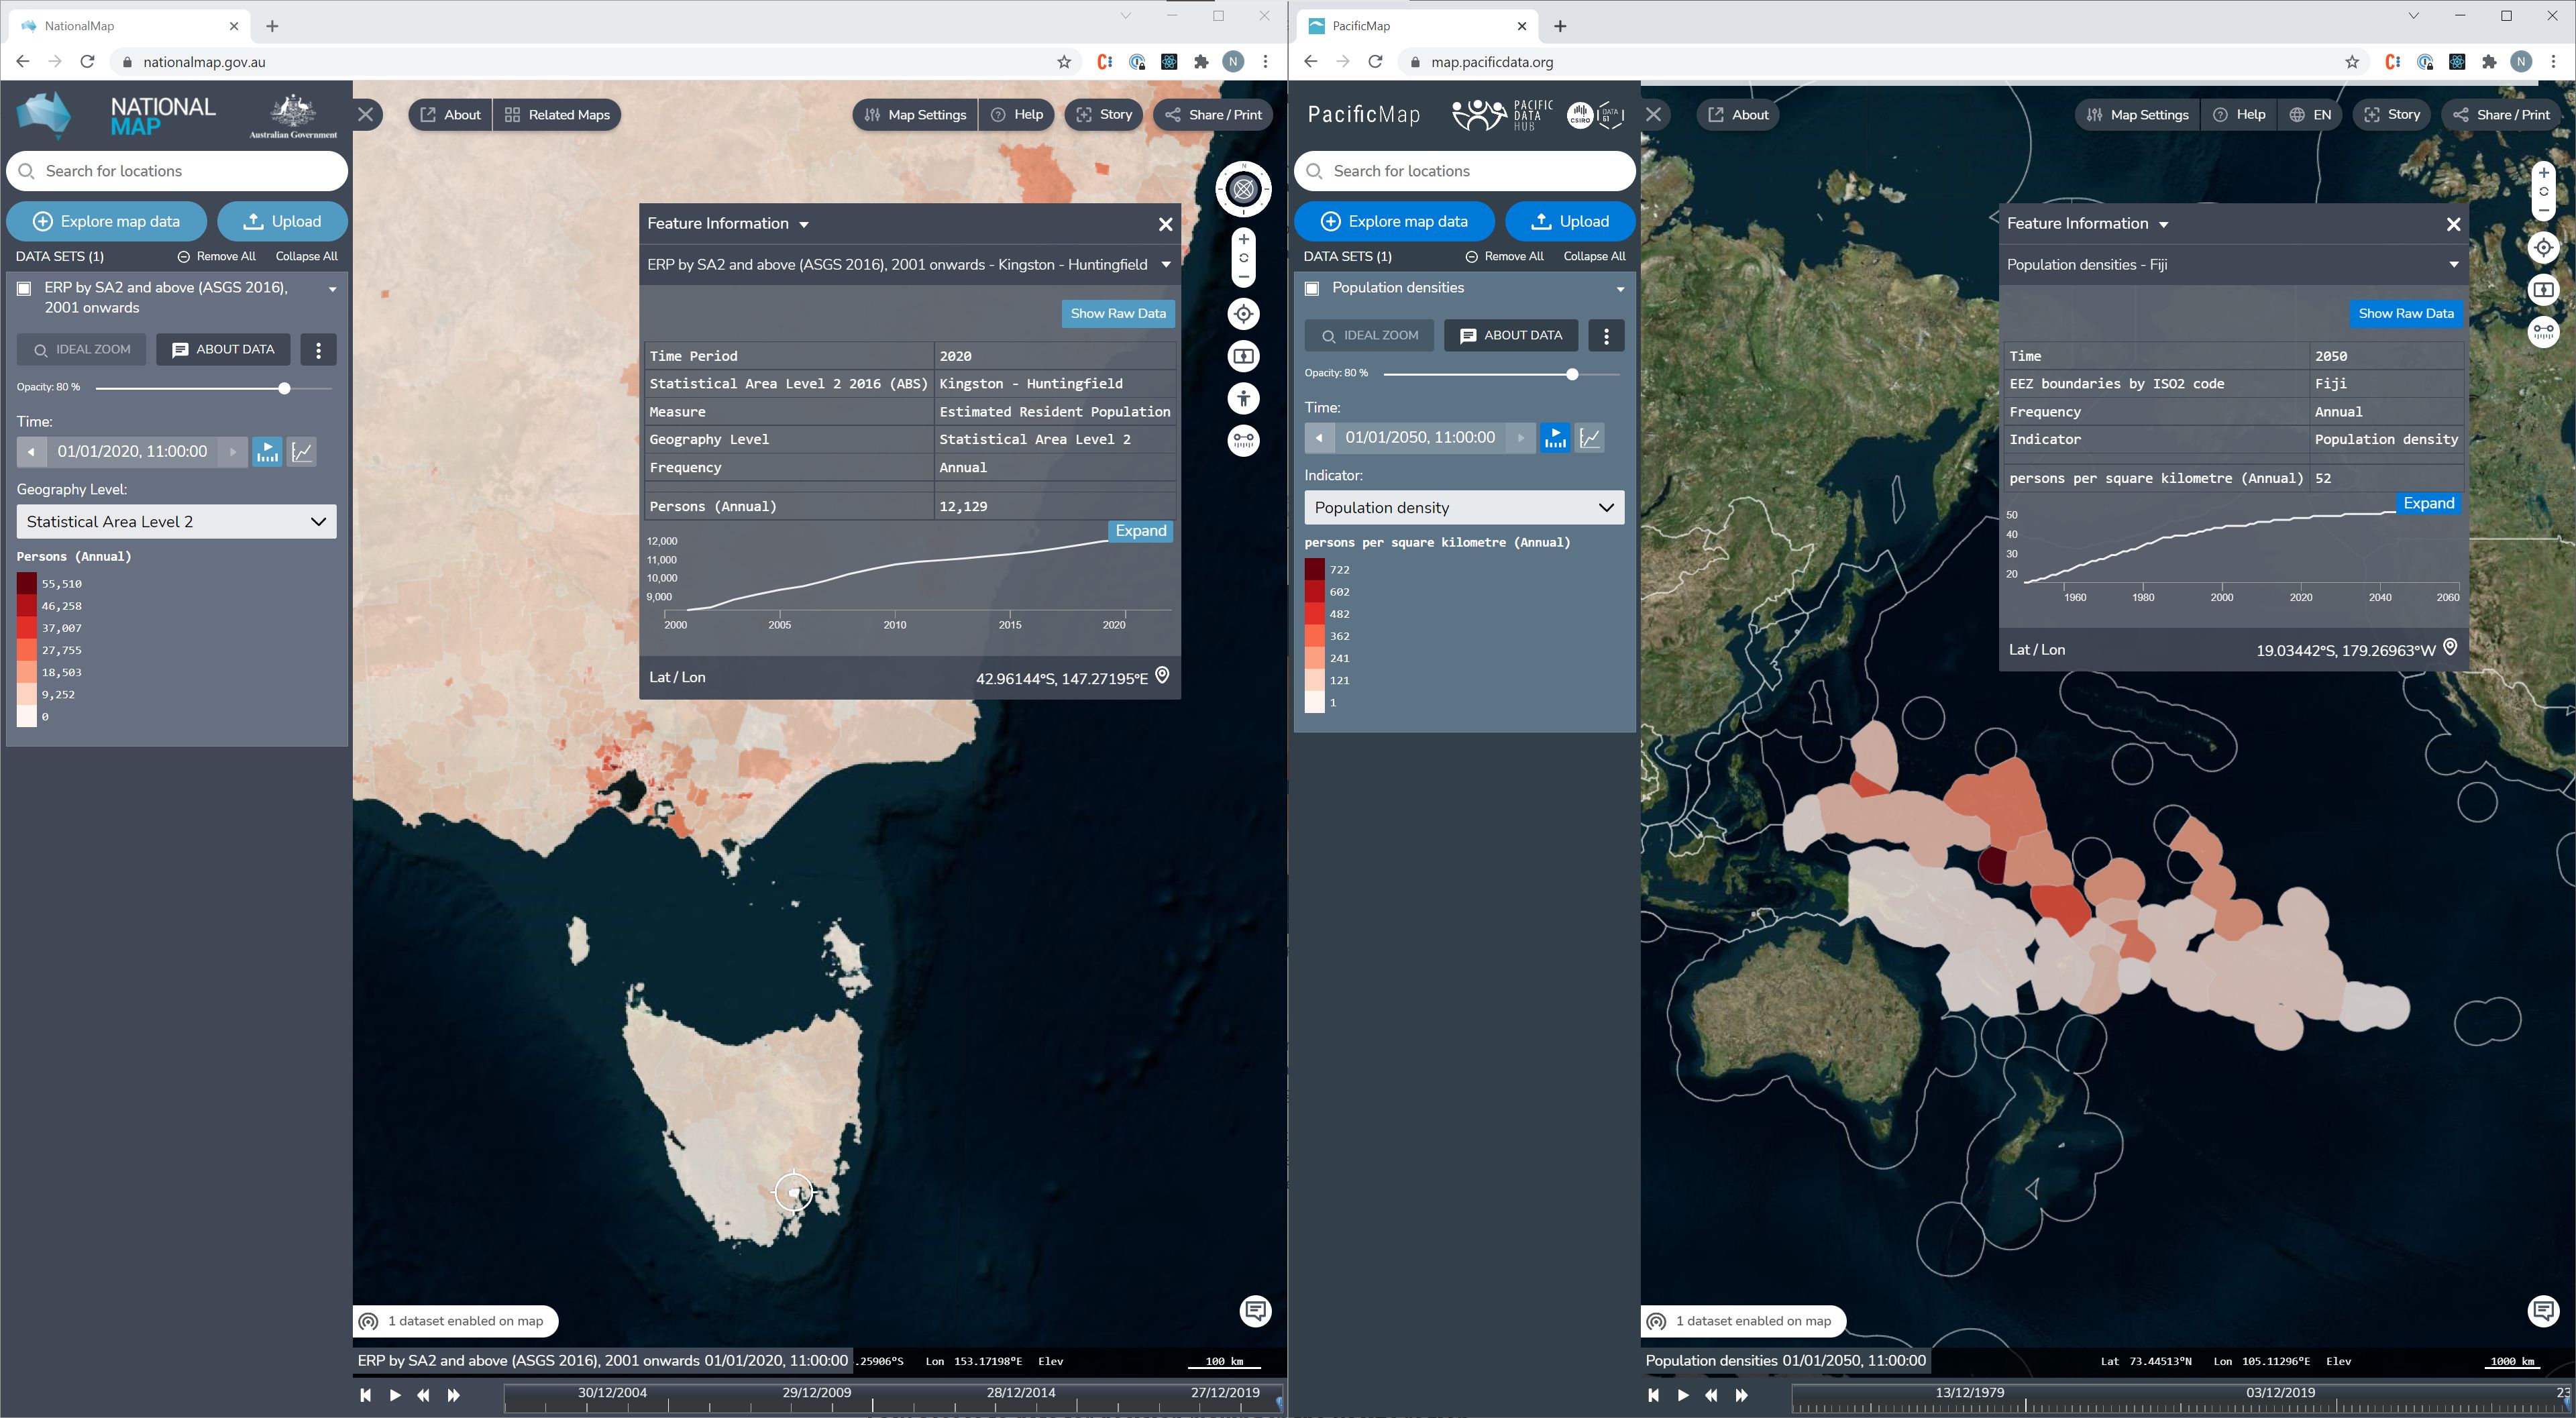 NationalMap
nationalmap.gov.au
NATIONAL
MAP
Australian Government
About
Related Maps
Map Settings
Help
Story
Share / Print
Search for locations
Explore map data
Upload
DATA SETS (1)
Remove All
Collapse All
ERP by SA2 and above (ASGS 2016),
2001 onwards
IDEAL ZOOM
ABOUT DATA
Opacity: 80 %
Time:
01/01/2020, 11:00:00
Geography Level:
Statistical Area Level 2
Persons (Annual)
55,510
46,258
37,007
27,755
18,503
9,252
0
Feature Information
ERP by SA2 and above (ASGS 2016), 2001 onwards - Kingston - Huntingfield
Show Raw Data
Time Period 2020
Statistical Area Level 2 2016 (ABS) Kingston - Huntingfield
Measure Estimated Resident Population
Geography Level Statistical Area Level 2
Frequency Annual
Persons (Annual) 12,129
Expand
12,000
11,000
10,000
9,000
2000 2005 2010 2015 2020
Lat / Lon 42.96144°S, 147.27195°E
1 dataset enabled on map
ERP by SA2 and above (ASGS 2016), 2001 onwards 01/01/2020, 11:00:00
.25906°S Lon 153.17198°E Elev
100 km
30/12/2004 29/12/2009 28/12/2014 27/12/2019
PacificMap
map.pacificdata.org
PacificMap
PACIFIC
DATA
HUB
CSIRO
DATA
61
About
Map Settings
Help
EN
Story
Share / Print
Search for locations
Explore map data
Upload
DATA SETS (1)
Remove All
Collapse All
Population densities
IDEAL ZOOM
ABOUT DATA
Opacity: 80 %
Time:
01/01/2050, 11:00:00
Indicator:
Population density
persons per square kilometre (Annual)
722
602
482
362
241
121
1
Feature Information
Population densities - Fiji
Show Raw Data
Time 2050
EEZ boundaries by ISO2 code Fiji
Frequency Annual
Indicator Population density
persons per square kilometre (Annual) 52
Expand
50
40
30
20
1960 1980 2000 2020 2040 2060
Lat / Lon 19.03442°S, 179.26963°W
1 dataset enabled on map
Population densities 01/01/2050, 11:00:00
Lat 73.44513°N Lon 105.11296°E Elev
1000 km
13/12/1979 03/12/2019 23